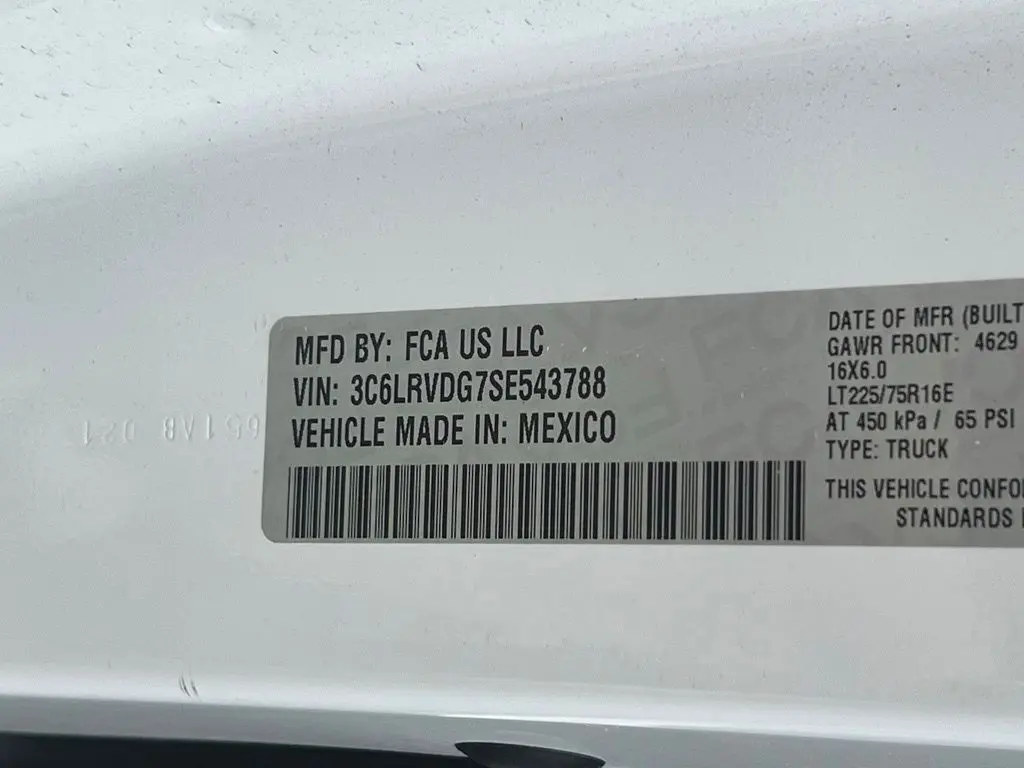 MFD BY: FCA US LLC
VIN: 3C6LRVDG7SE543788
VEHICLE MADE IN: MEXICO
DATE OF MFR (BUILT
GAWR FRONT: 4629
16X6.0
LT225/75R16E
AT 450 kPa / 65 PSI
TYPE: TRUCK
THIS VEHICLE CONFO
STANDARDS